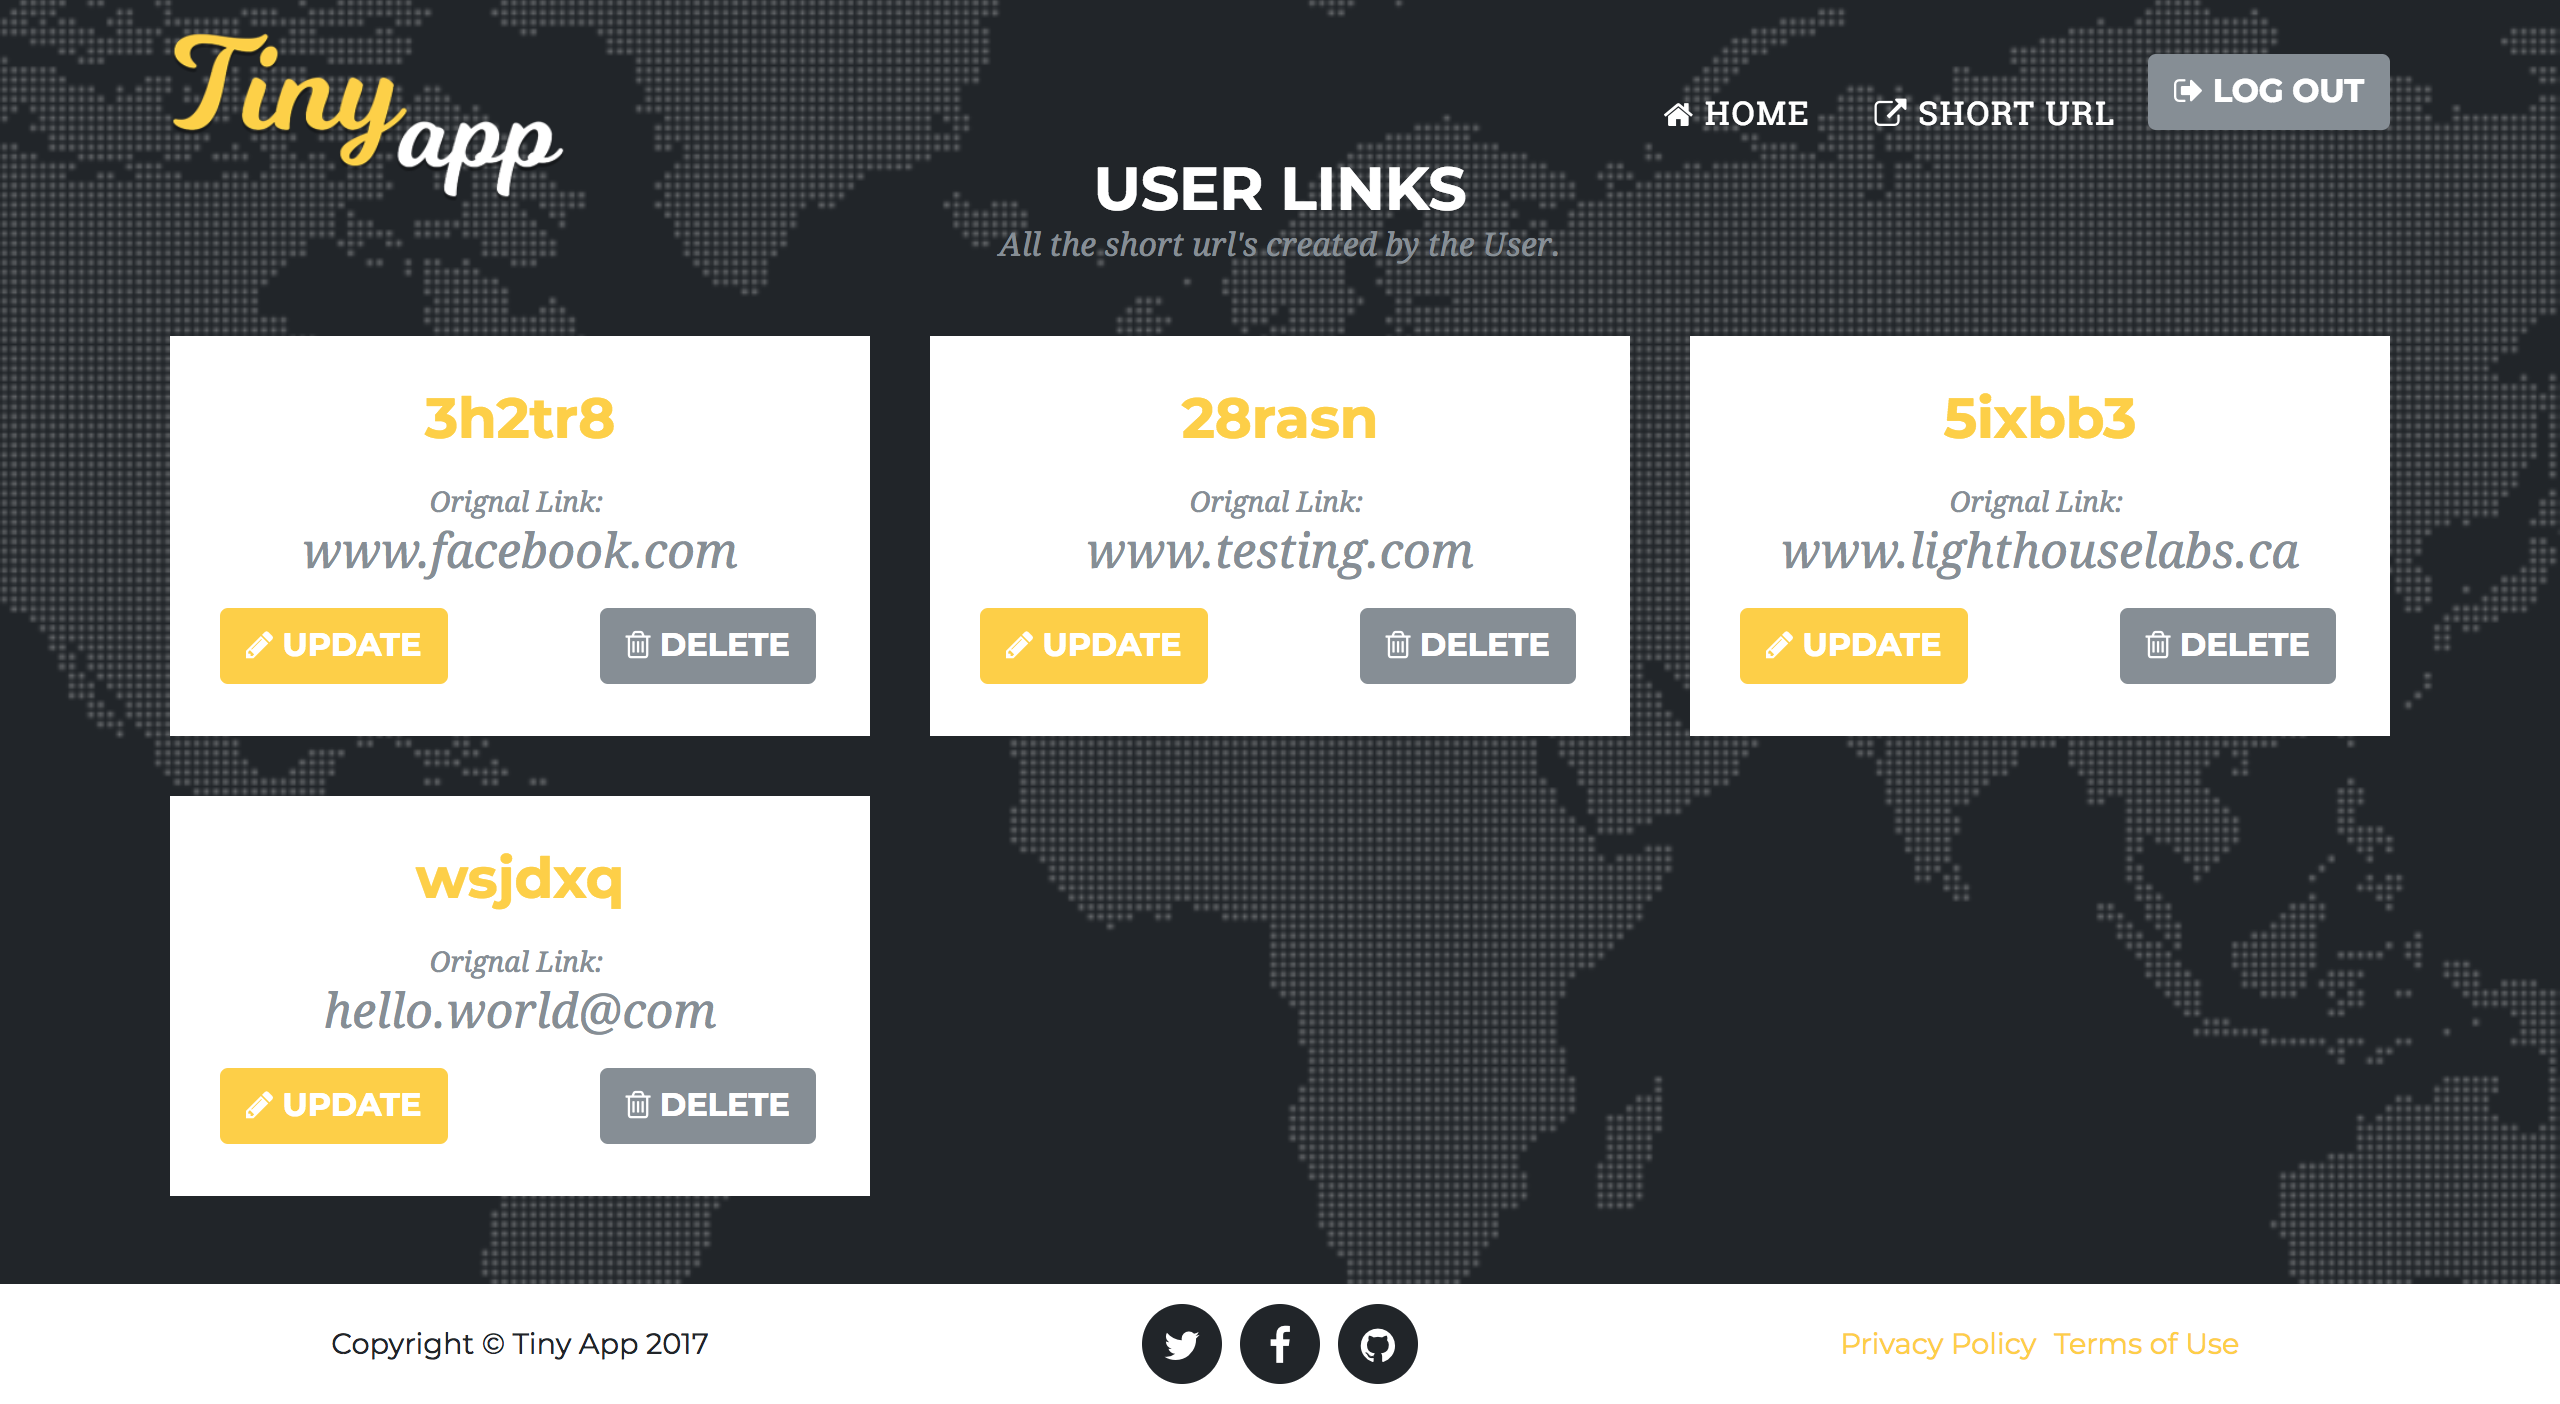 Tiny app
HOME
SHORT URL
LOG OUT
USER LINKS
All the short url's created by the User.
3h2tr8
Orignal Link:
www.facebook.com
UPDATE
DELETE
28rasn
Orignal Link:
www.testing.com
UPDATE
DELETE
5ixbb3
Orignal Link:
www.lighthouselabs.ca
UPDATE
DELETE
wsjdxq
Orignal Link:
hello.world@com
UPDATE
DELETE
Copyright © Tiny App 2017
Privacy Policy Terms of Use